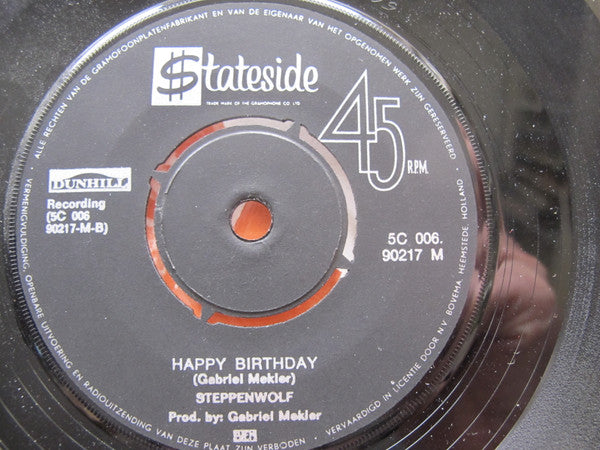 ALLE RECHTEN VAN DE GRAMOFOONPLATENFABRIKANT EN VAN DE EIGENAAR VAN HET OPGENOMEN WERK ZIJN GERESERVEERD.
VERMENIGVULDIGING, OPENBARE UITVOERING EN RADIOUITZENDING VAN DEZE PLAAT ZIJN VERBODEN · VERVAARDIGD IN LICENTIE DOOR N.V. BOVEMA, HEEMSTEDE, HOLLAND
$tateside
TRADE MARK OF THE GRAMOPHONE CO. LTD.
45
R.P.M.
DUNHILL
Recording
(5C 006
90217-M-B)
5C 006.
90217 M
HAPPY BIRTHDAY
(Gabriel Mekler)
STEPPENWOLF
Prod. by: Gabriel Mekler